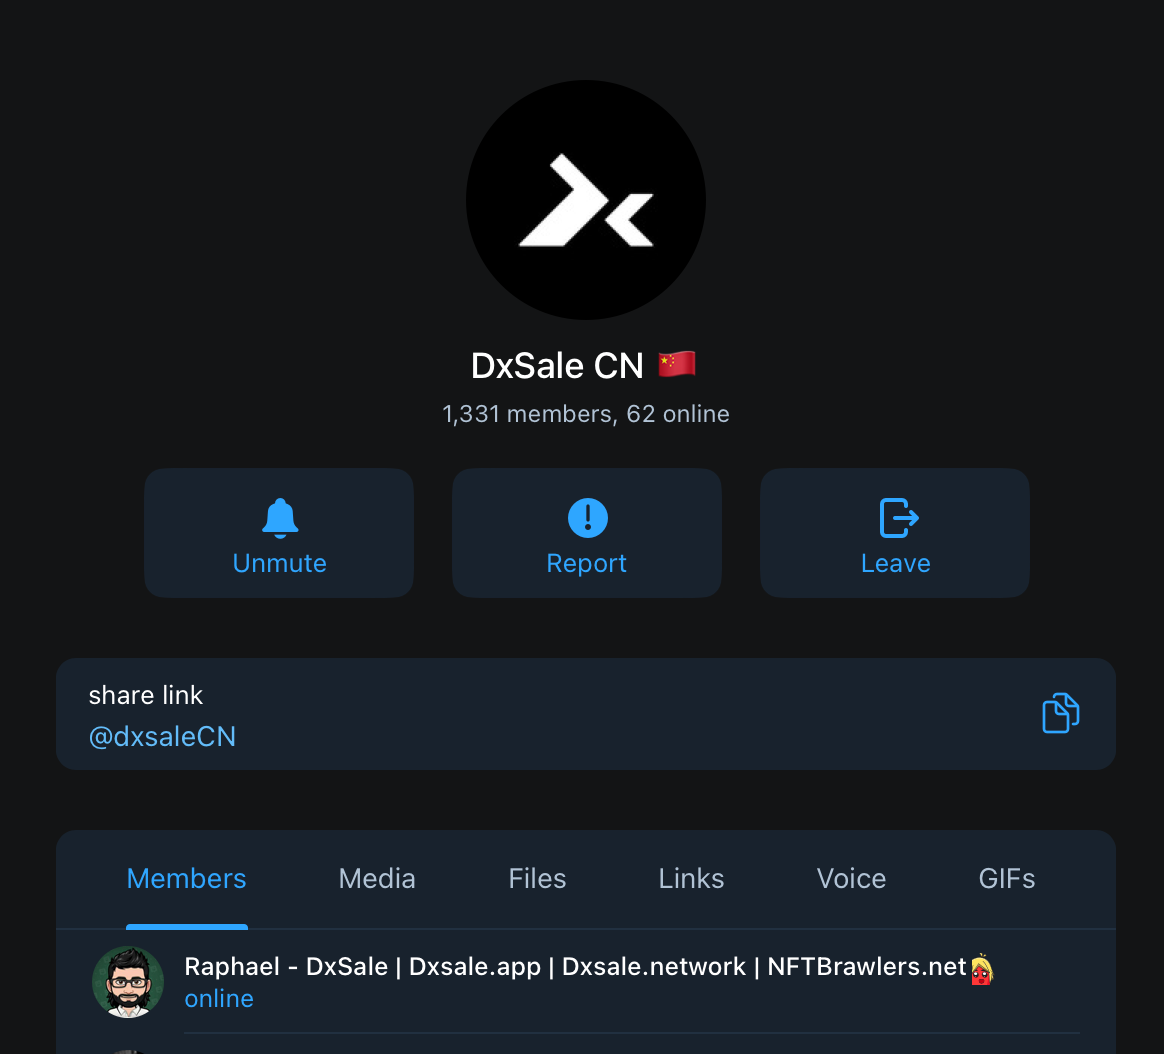 DxSale CN 🇨🇳
1,331 members, 62 online
Unmute
Report
Leave
share link
@dxsaleCN
Members
Media
Files
Links
Voice
GIFs
Raphael - DxSale | Dxsale.app | Dxsale.network | NFTBrawlers.net
online